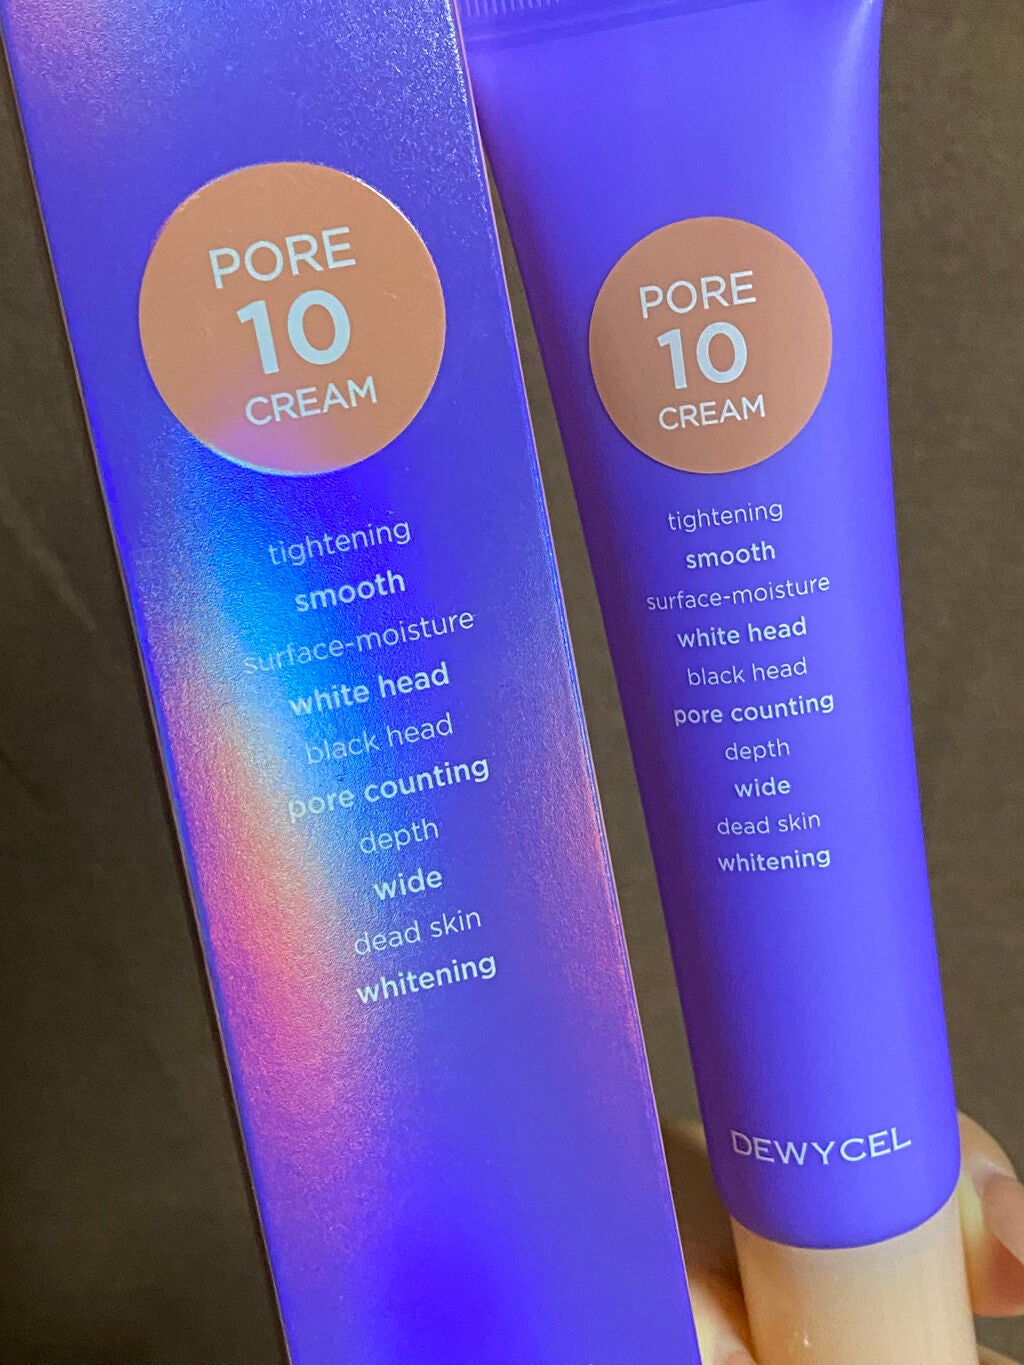 PORE
10
CREAM
tightening
smooth
surface-moisture
white head
black head
pore counting
depth
wide
dead skin
whitening
PORE
10
CREAM
tightening
smooth
surface-moisture
white head
black head
pore counting
depth
wide
dead skin
whitening
DEWYCEL